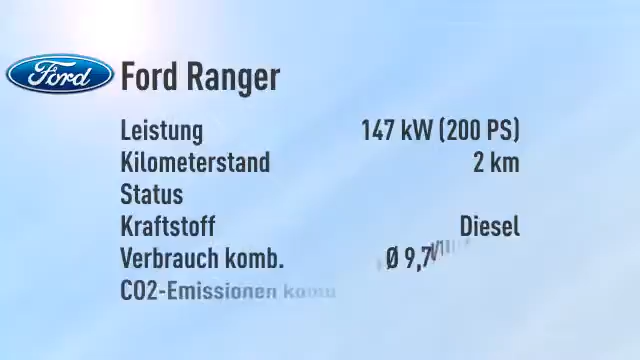 Ford
Ford Ranger
Leistung 147 kW (200 PS)
Kilometerstand 2 km
Status
Kraftstoff Diesel
Verbrauch komb. Ø 9,7
CO2-Emissionen